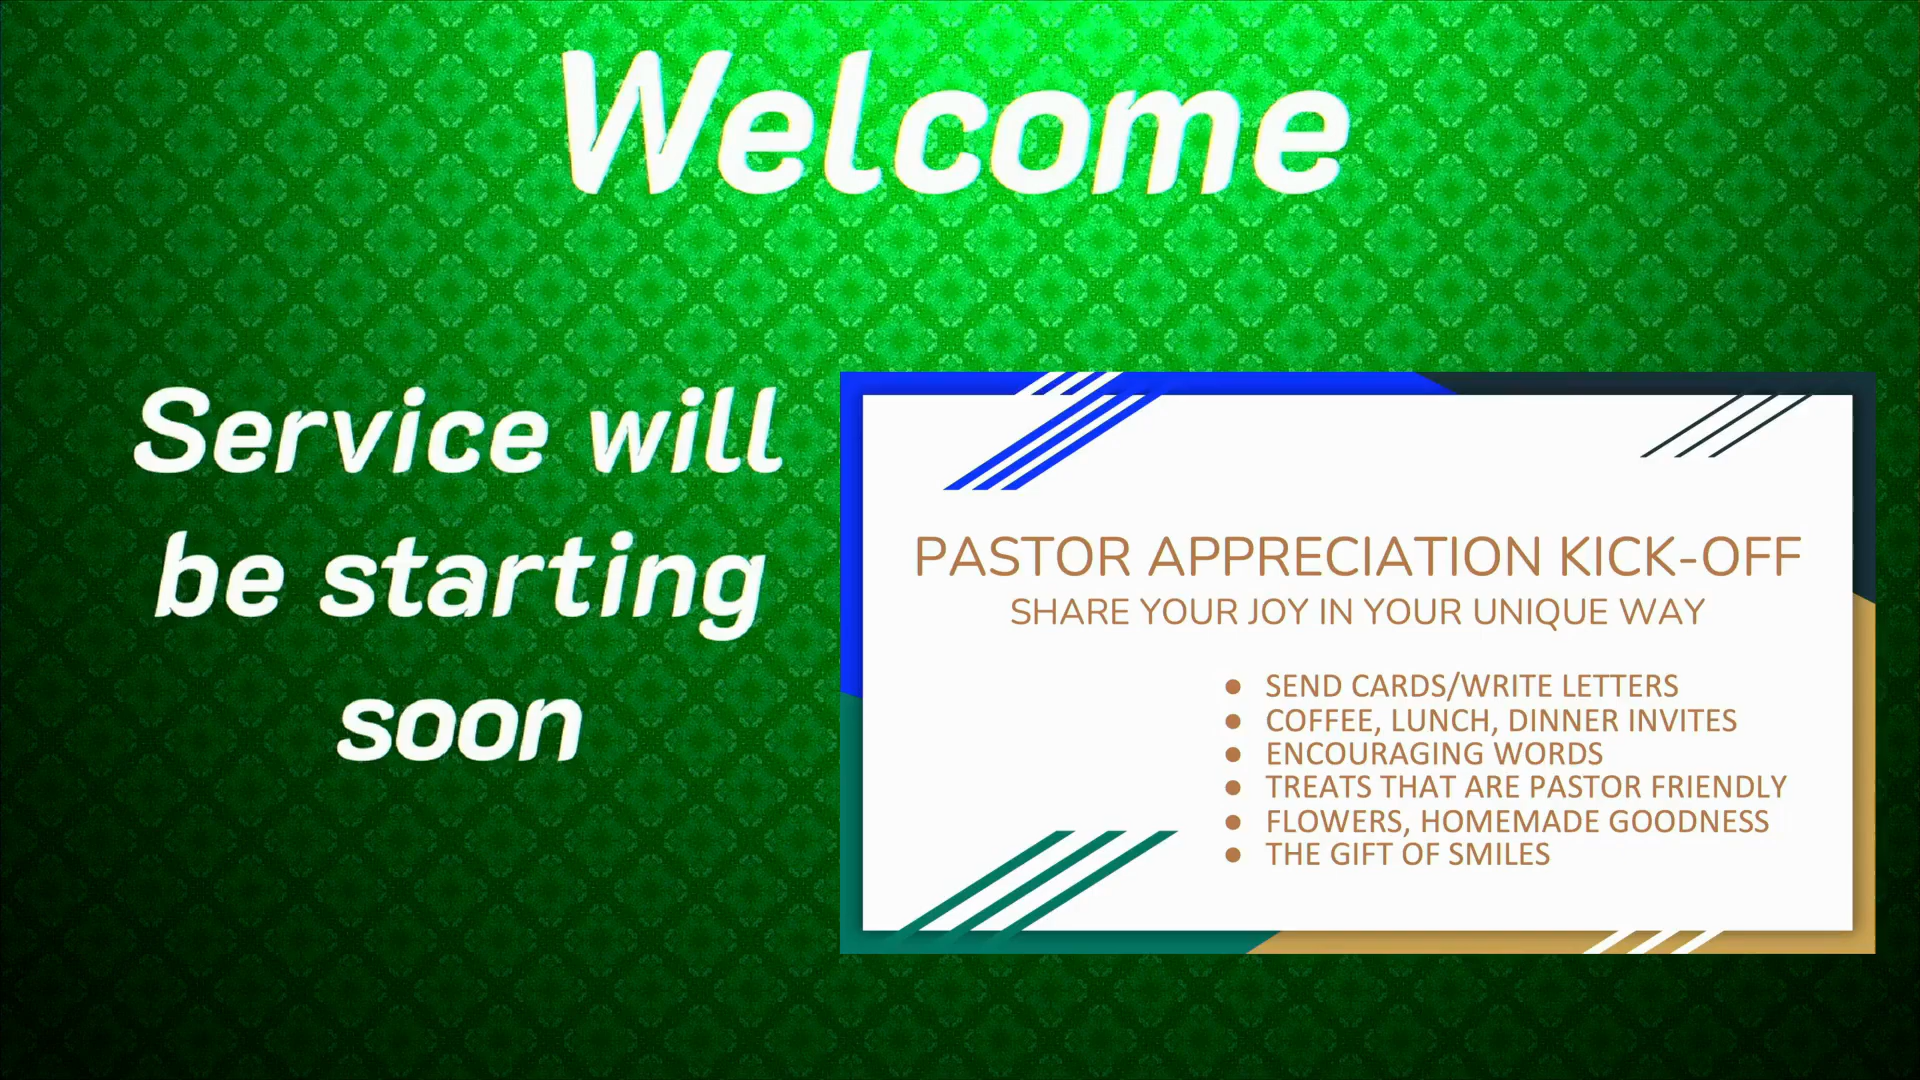 Welcome
Service will
be starting
soon
PASTOR APPRECIATION KICK-OFF
SHARE YOUR JOY IN YOUR UNIQUE WAY
● SEND CARDS/WRITE LETTERS
● COFFEE, LUNCH, DINNER INVITES
● ENCOURAGING WORDS
● TREATS THAT ARE PASTOR FRIENDLY
● FLOWERS, HOMEMADE GOODNESS
● THE GIFT OF SMILES